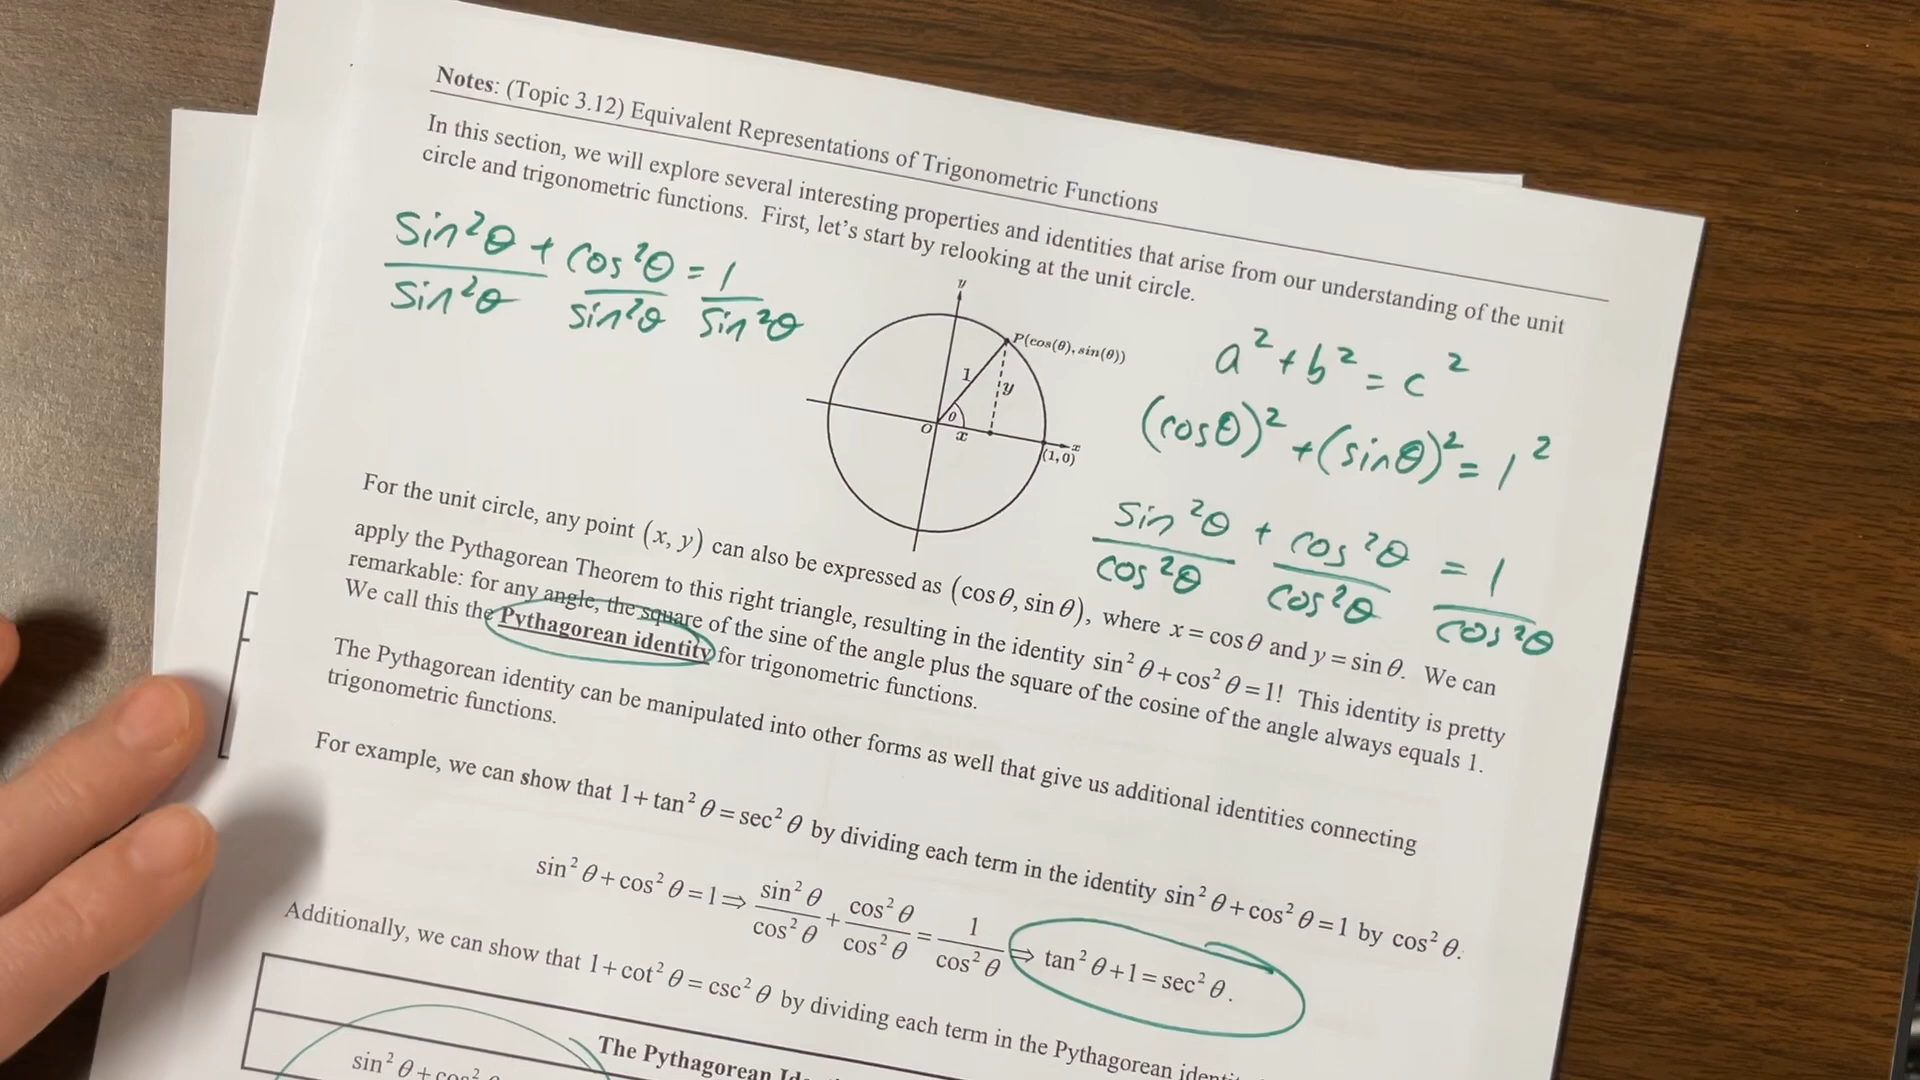 Notes: (Topic 3.12) Equivalent Representations of Trigonometric Functions
In this section, we will explore several interesting properties and identities that arise from our understanding of the unit
circle and trigonometric functions. First, let's start by relooking at the unit circle.
sin²θ + cos²θ = 1
sin²θ sin²θ sin²θ
y
P(cos(θ), sin(θ))
1
y
θ
O
x
x
(1,0)
a² + b² = c²
(cosθ)² + (sinθ)² = 1²
sin²θ + cos²θ = 1
cos²θ cos²θ cos²θ
For the unit circle, any point (x, y) can also be expressed as (cos θ, sin θ), where x = cos θ and y = sin θ. We can
apply the Pythagorean Theorem to this right triangle, resulting in the identity sin² θ + cos² θ = 1! This identity is pretty
remarkable: for any angle, the square of the sine of the angle plus the square of the cosine of the angle always equals 1.
We call this the Pythagorean identity for trigonometric functions.
The Pythagorean identity can be manipulated into other forms as well that give us additional identities connecting
trigonometric functions.
For example, we can show that 1 + tan² θ = sec² θ by dividing each term in the identity sin² θ + cos² θ = 1 by cos² θ.
sin² θ + cos² θ = 1 ⇒ sin² θ / cos² θ + cos² θ / cos² θ = 1 / cos² θ ⇒ tan² θ + 1 = sec² θ.
Additionally, we can show that 1 + cot² θ = csc² θ by dividing each term in the Pythagorean
The Pythagorean
sin² θ +